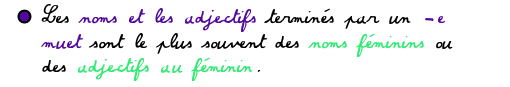 Les noms et les adjectifs terminés par un -e
muet sont le plus souvent des noms féminins ou
des adjectifs au féminin.